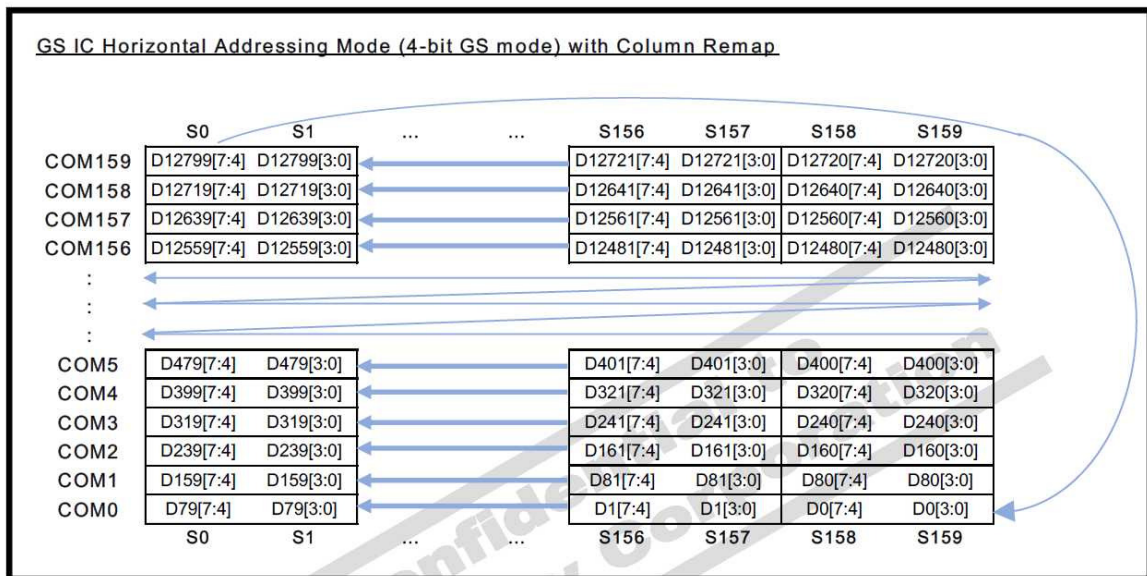 GS IC Horizontal Addressing Mode (4-bit GS mode) with Column Remap
S0 S1 ... ... S156 S157 S158 S159
COM159 D12799[7:4] D12799[3:0] D12721[7:4] D12721[3:0] D12720[7:4] D12720[3:0]
COM158 D12719[7:4] D12719[3:0] D12641[7:4] D12641[3:0] D12640[7:4] D12640[3:0]
COM157 D12639[7:4] D12639[3:0] D12561[7:4] D12561[3:0] D12560[7:4] D12560[3:0]
COM156 D12559[7:4] D12559[3:0] D12481[7:4] D12481[3:0] D12480[7:4] D12480[3:0]
:
:
:
COM5 D479[7:4] D479[3:0] D401[7:4] D401[3:0] D400[7:4] D400[3:0]
COM4 D399[7:4] D399[3:0] D321[7:4] D321[3:0] D320[7:4] D320[3:0]
COM3 D319[7:4] D319[3:0] D241[7:4] D241[3:0] D240[7:4] D240[3:0]
COM2 D239[7:4] D239[3:0] D161[7:4] D161[3:0] D160[7:4] D160[3:0]
COM1 D159[7:4] D159[3:0] D81[7:4] D81[3:0] D80[7:4] D80[3:0]
COM0 D79[7:4] D79[3:0] D1[7:4] D1[3:0] D0[7:4] D0[3:0]
S0 S1 ... ... S156 S157 S158 S159
to
Corporation